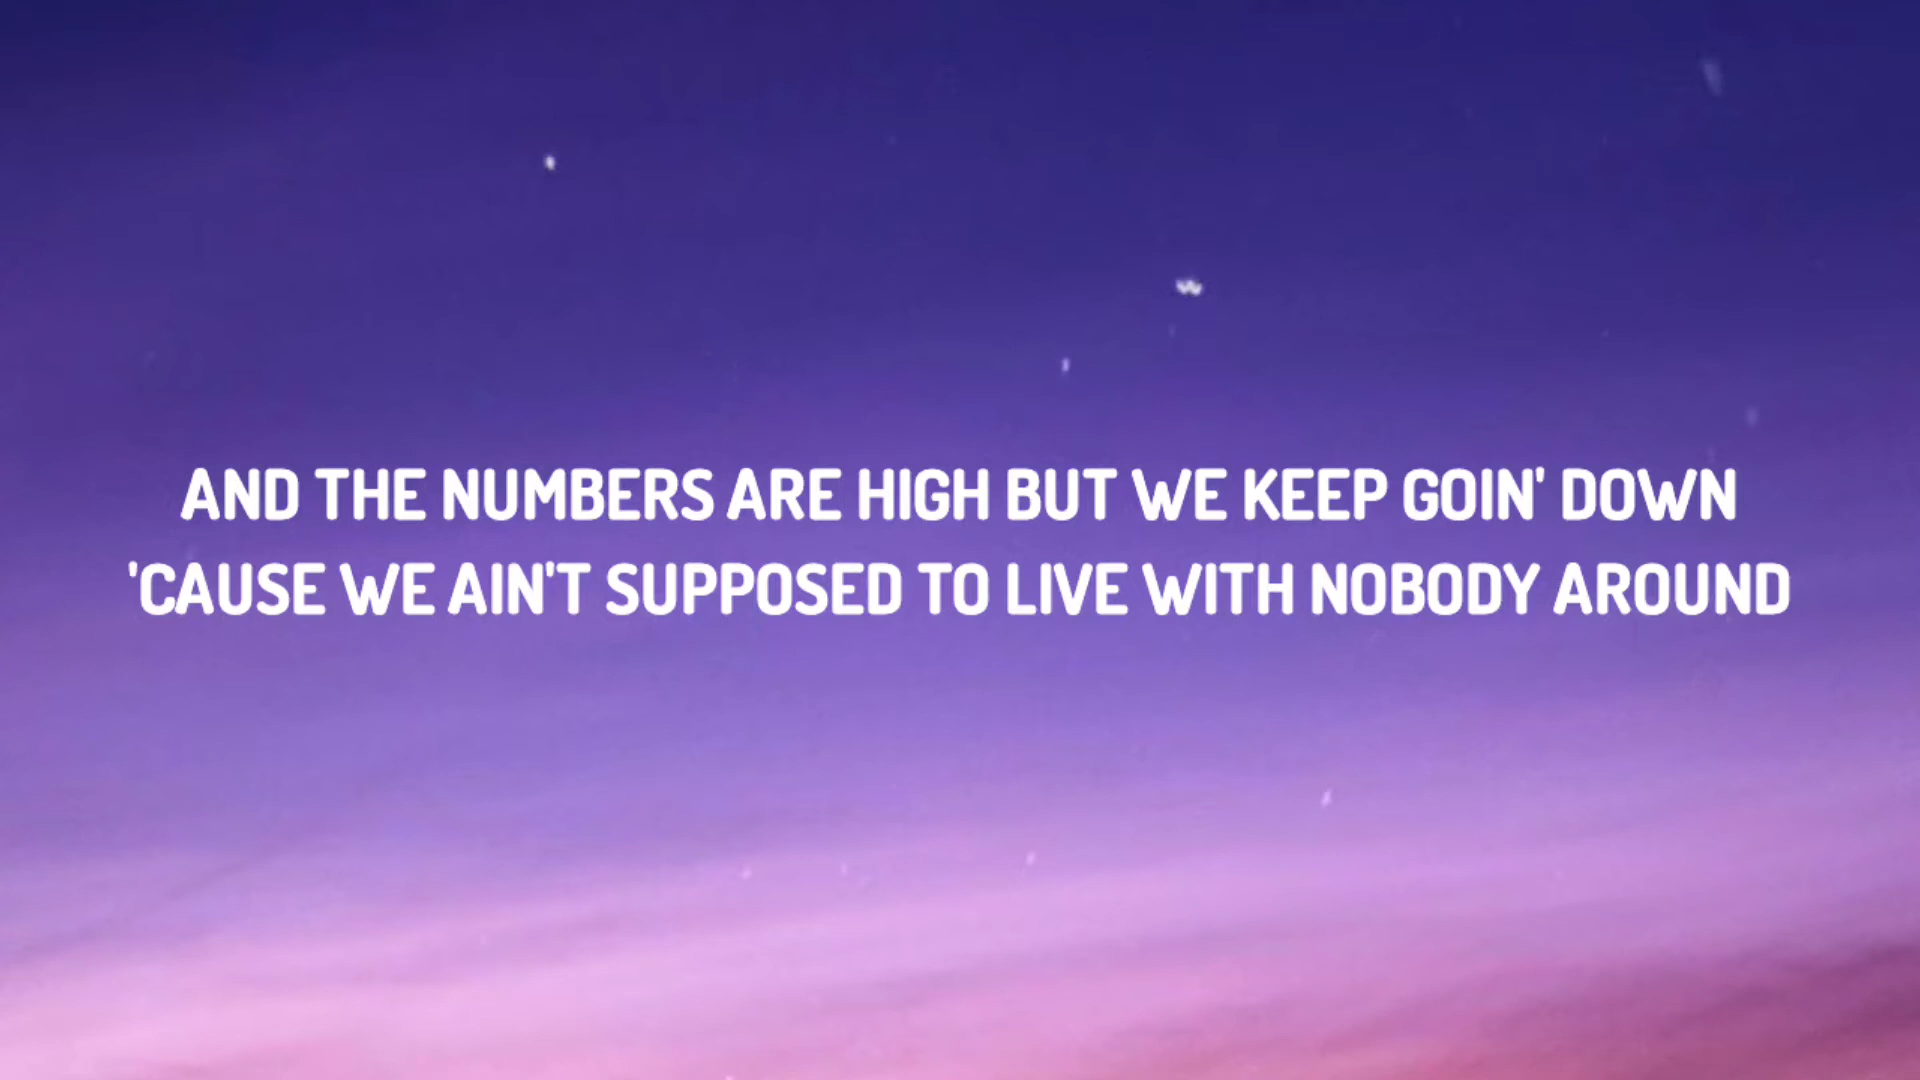 AND THE NUMBERS ARE HIGH BUT WE KEEP GOIN' DOWN
'CAUSE WE AIN'T SUPPOSED TO LIVE WITH NOBODY AROUND